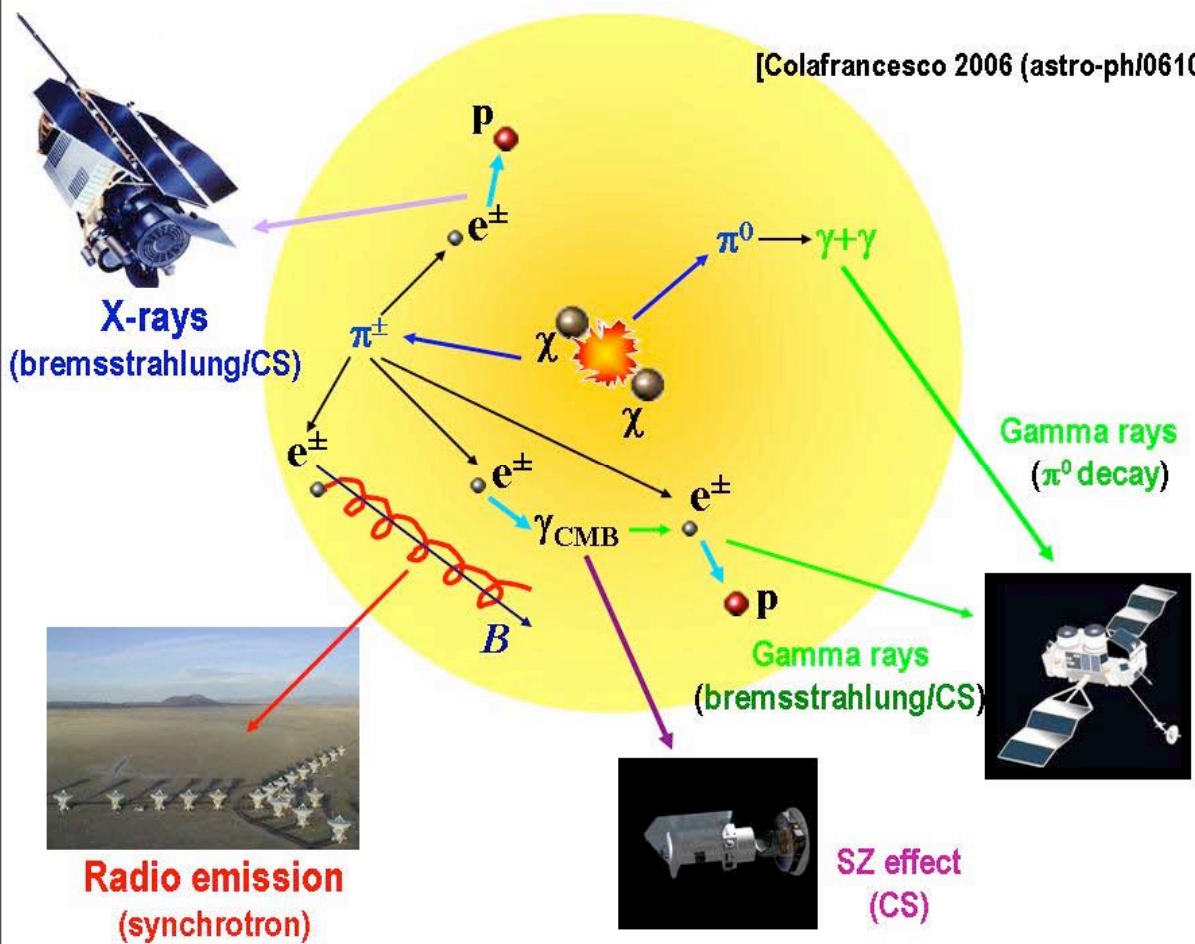 [Colafrancesco 2006 (astro-ph/0610
p
e±
π⁰
γ+γ
X-rays
(bremsstrahlung/CS)
π±
χ
χ
Gamma rays
(π⁰ decay)
e±
e±
e±
γCMB
p
B
Gamma rays
(bremsstrahlung/CS)
Radio emission
(synchrotron)
SZ effect
(CS)